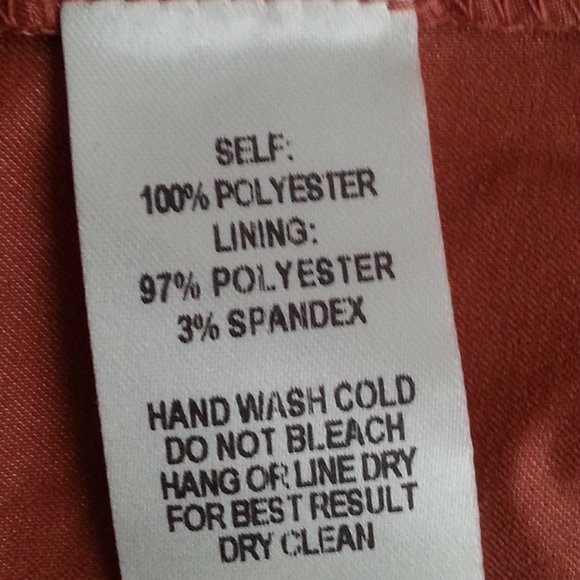 SELF:
100% POLYESTER
LINING:
97% POLYESTER
3% SPANDEX
HAND WASH COLD
DO NOT BLEACH
HANG OR LINE DRY
FOR BEST RESULT
DRY CLEAN